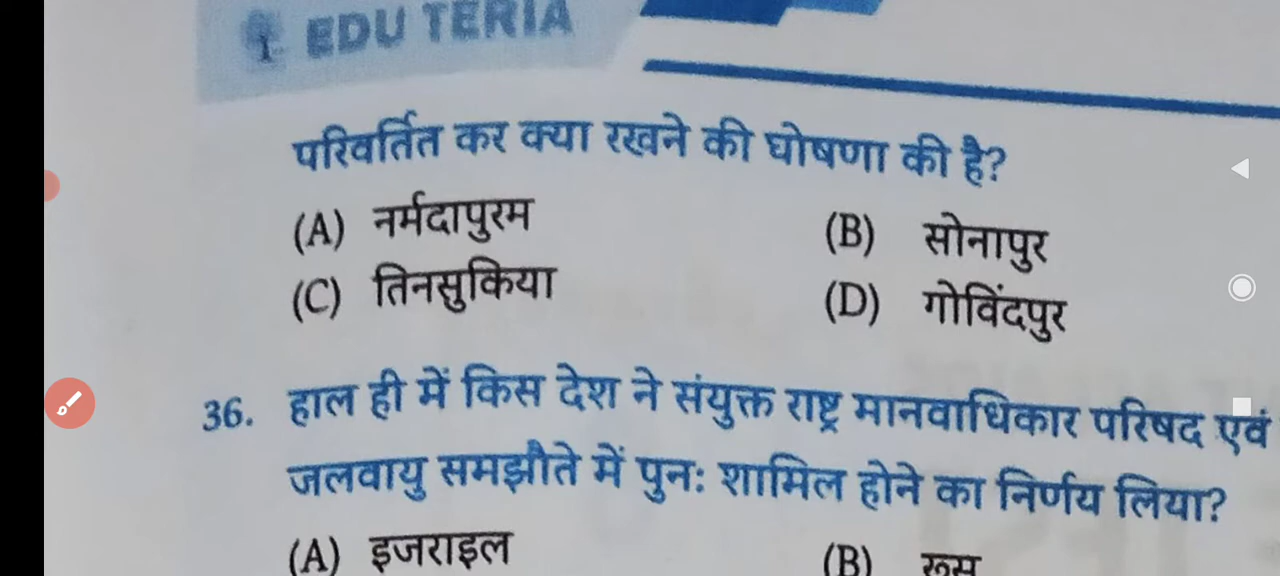 EDU TERIA
परिवर्तित कर क्या रखने की घोषणा की है?
(A) नर्मदापुरम (B) सोनापुर
(C) तिनसुकिया (D) गोविंदपुर
36. हाल ही में किस देश ने संयुक्त राष्ट्र मानवाधिकार परिषद एवं
जलवायु समझौते में पुनः शामिल होने का निर्णय लिया?
(A) इजराइल (B) रूस